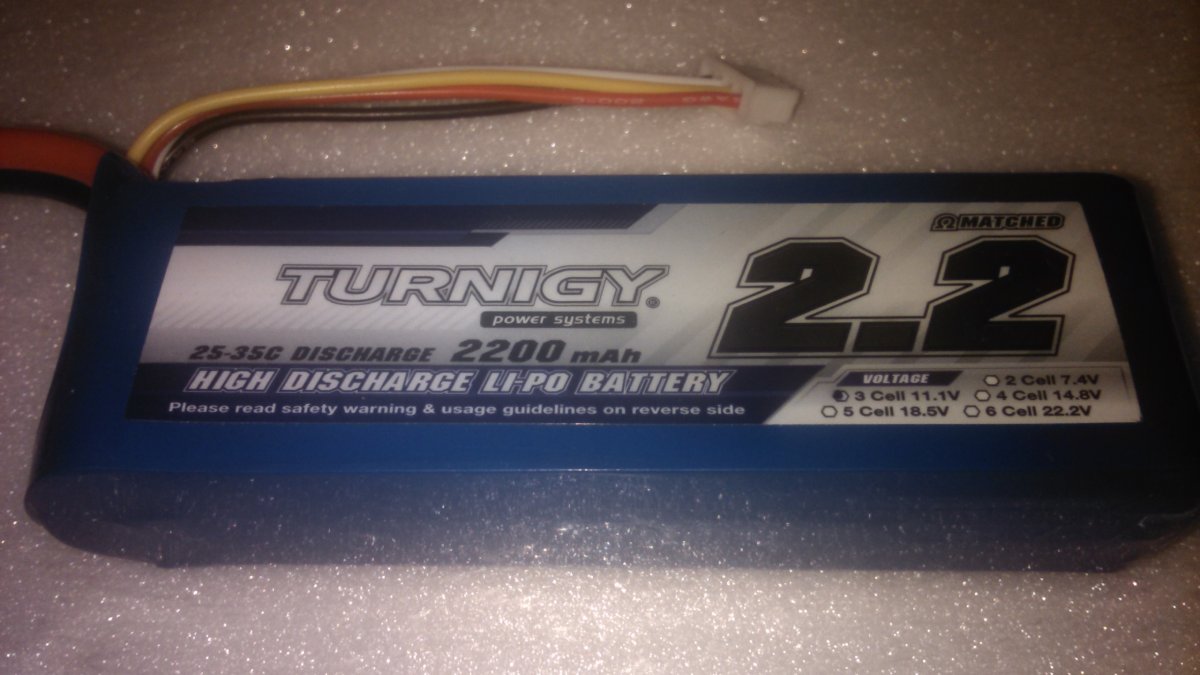 Ω MATCHED
2.2
TURNIGY®
power systems
25-35C DISCHARGE 2200 mAh
HIGH DISCHARGE LI-PO BATTERY
Please read safety warning & usage guidelines on reverse side
VOLTAGE 2 Cell 7.4V
3 Cell 11.1V 4 Cell 14.8V
5 Cell 18.5V 6 Cell 22.2V